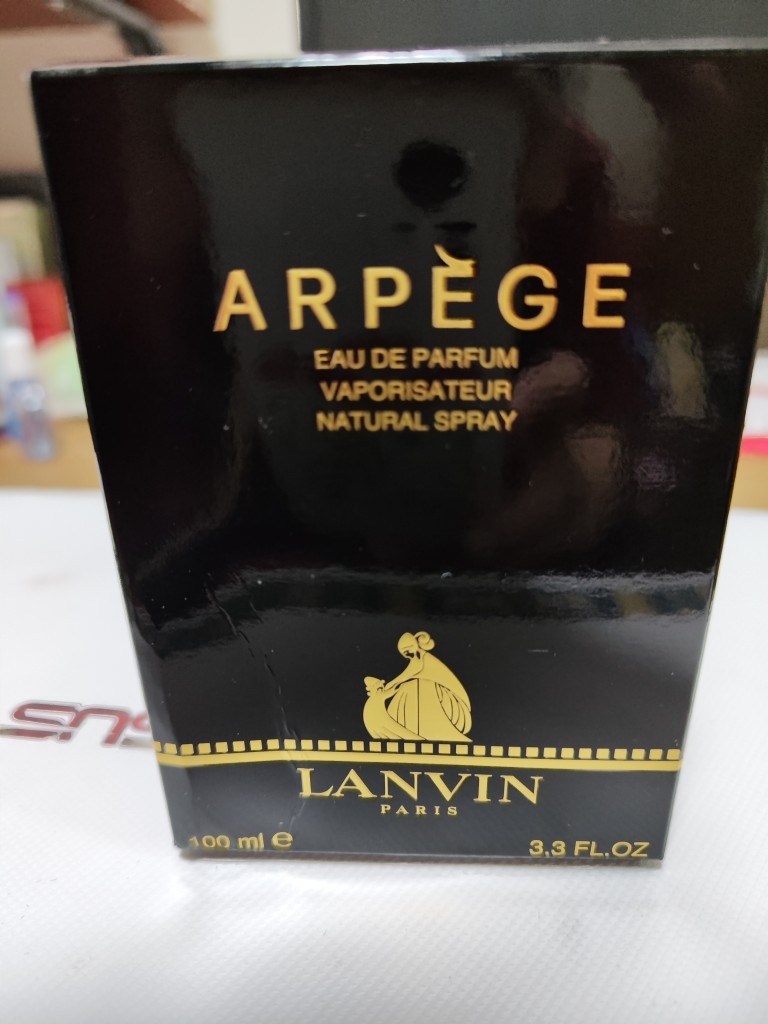 ARPÈGE
EAU DE PARFUM
VAPORISATEUR
NATURAL SPRAY
LANVIN
PARIS
100 ml ℮
3.3 FL.OZ